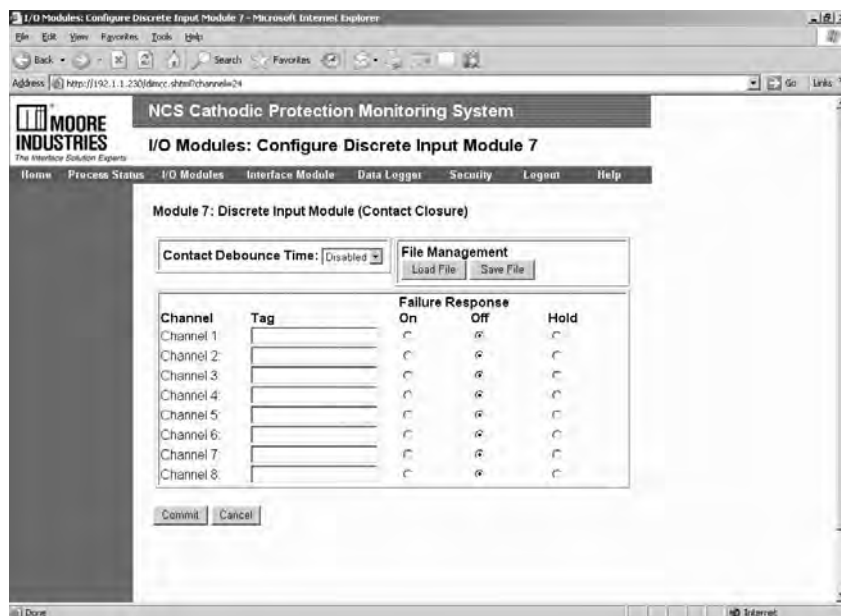 I/O Modules: Configure Discrete Input Module 7 - Microsoft Internet Explorer
File Edit View Favorites Tools Help
Back Search Favorites
Address http://192.1.1.230/dimcc.shtml?channel=24 Go Links
MOORE INDUSTRIES
The Interface Solution Experts
NCS Cathodic Protection Monitoring System
I/O Modules: Configure Discrete Input Module 7
Home Process Status I/O Modules Interface Module Data Logger Security Logout Help
Module 7: Discrete Input Module (Contact Closure)
Contact Debounce Time: Disabled
File Management
Load File Save File
Failure Response
Channel Tag On Off Hold
Channel 1:
Channel 2:
Channel 3:
Channel 4:
Channel 5:
Channel 6:
Channel 7:
Channel 8:
Commit Cancel
Done Internet